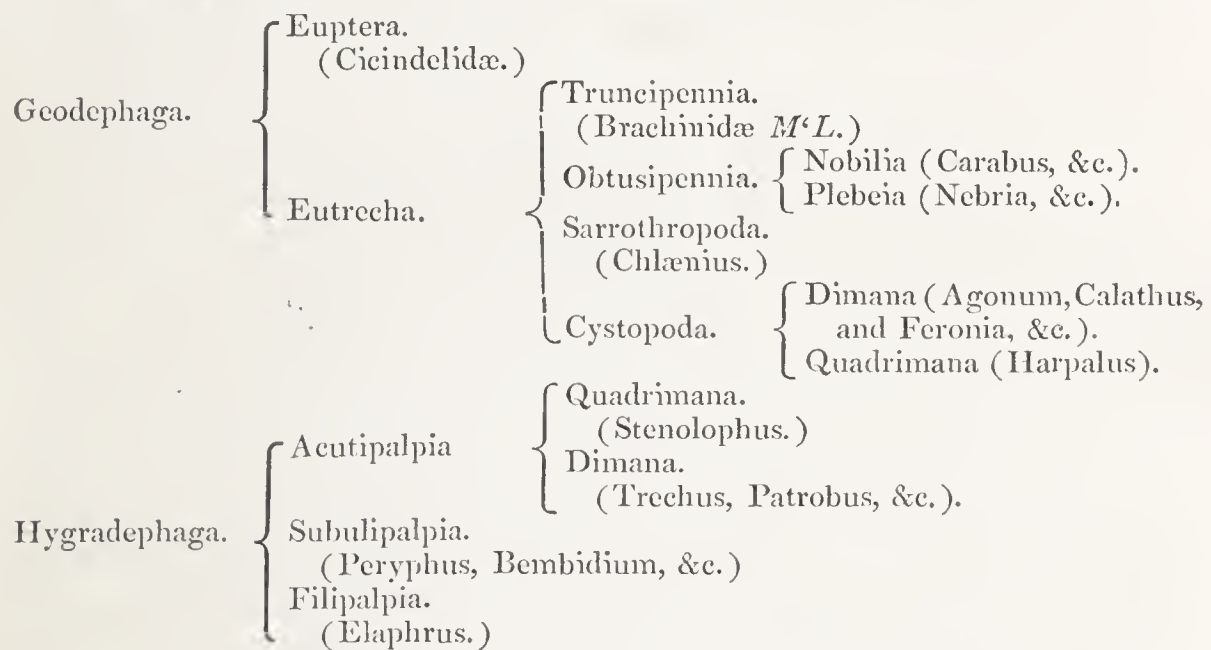 Euptera.
(Cicindelidæ.)
Geodephaga.
Truncipennia.
(Brachinidæ M‘L.)
Obtusipennia.
Nobilia (Carabus, &c.).
Plebeia (Nebria, &c.).
Eutrecha.
Sarrothropoda.
(Chlænius.)
Cystopoda.
Dimana (Agonum, Calathus,
and Feronia, &c.).
Quadrimana (Harpalus).
Hygradephaga.
Acutipalpia
Quadrimana.
(Stenolophus.)
Dimana.
(Trechus, Patrobus, &c.).
Subulipalpia.
(Peryphus, Bembidium, &c.)
Filipalpia.
(Elaphrus.)